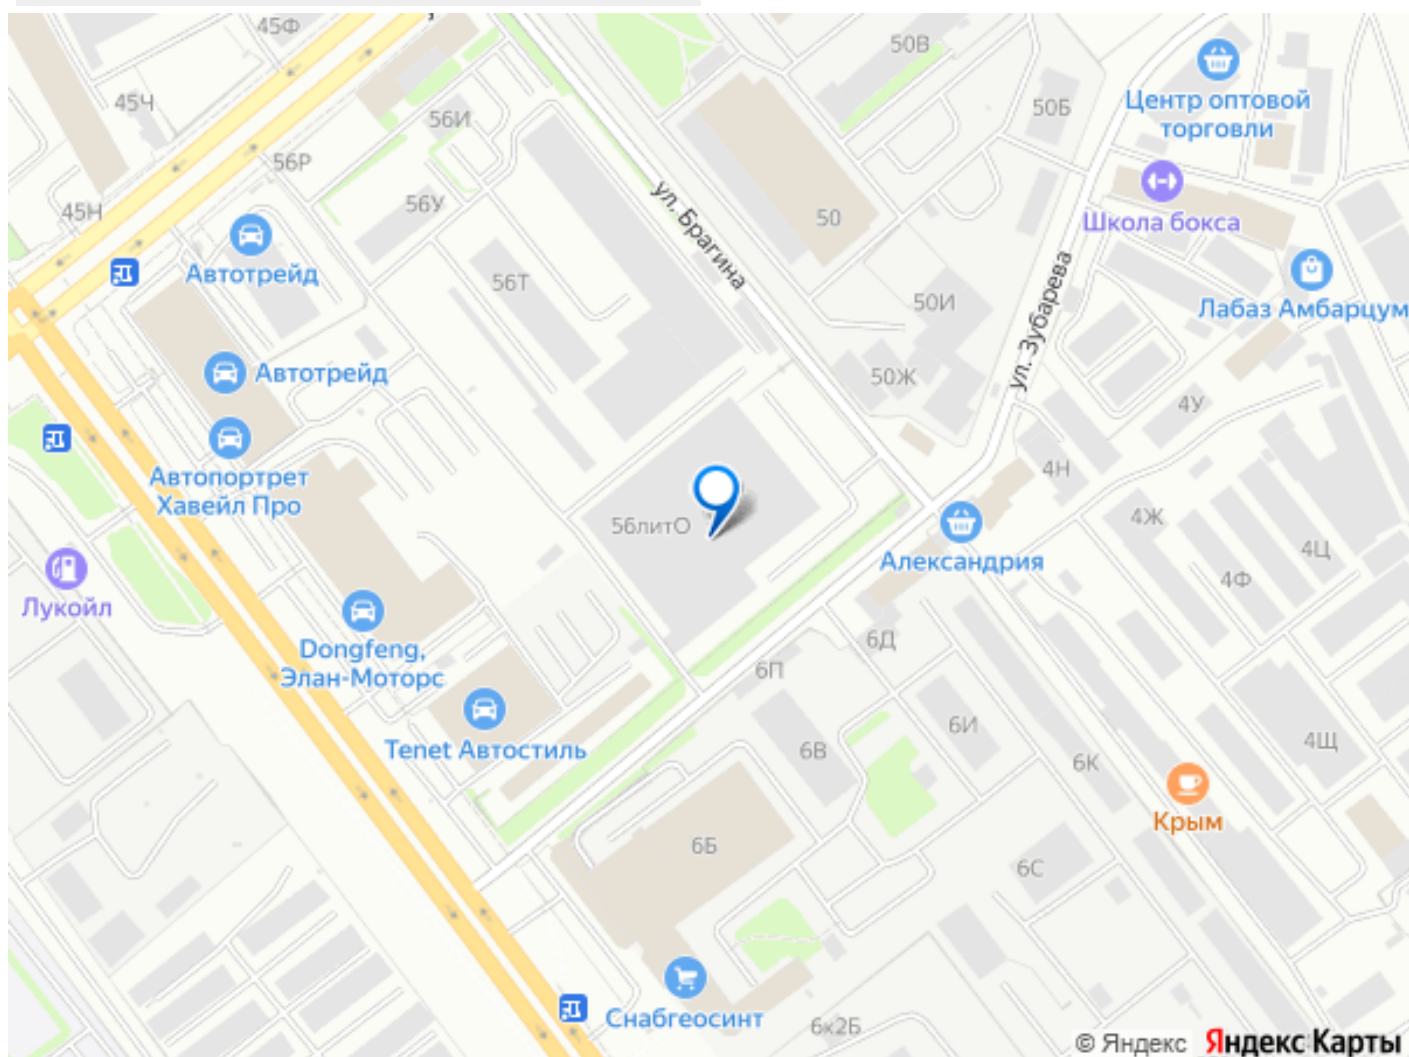 45Ф
50В
45Ч
56И
50Б
Центр оптовой
торговли
56Р
45Н
56У
ул. Брагина
50
Школа бокса
Автотрейд
56Т
50И
ул. Зубарева
Лабаз Амбарцум
Автотрейд
50Ж
4У
Автопортрет
Хавейл Про
4Н
56литО
4Ж
Александрия
4Ц
4Ф
Лукойл
Dongfeng,
Элан-Моторс
6Д
6П
Tenet Автостиль
6В
6И
4Щ
6К
Крым
6Б
6С
Снабгеосинт
6к2Б
© Яндекс Яндекс Карты